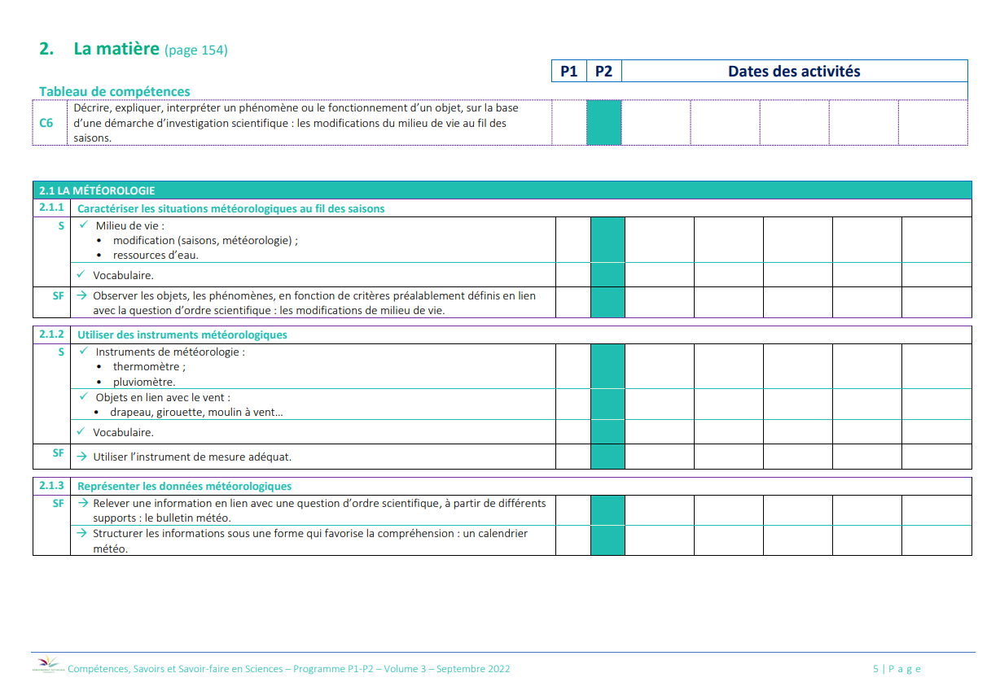 2. La matière (page 154)
P1 P2 Dates des activités
Tableau de compétences
Décrire, expliquer, interpréter un phénomène ou le fonctionnement d’un objet, sur la base
C6 d’une démarche d’investigation scientifique : les modifications du milieu de vie au fil des
saisons.
2.1 LA MÉTÉOROLOGIE
2.1.1 Caractériser les situations météorologiques au fil des saisons
S ✓ Milieu de vie :
• modification (saisons, météorologie) ;
• ressources d’eau.
✓ Vocabulaire.
SF → Observer les objets, les phénomènes, en fonction de critères préalablement définis en lien
avec la question d’ordre scientifique : les modifications de milieu de vie.
2.1.2 Utiliser des instruments météorologiques
S ✓ Instruments de météorologie :
• thermomètre ;
• pluviomètre.
✓ Objets en lien avec le vent :
• drapeau, girouette, moulin à vent…
✓ Vocabulaire.
SF → Utiliser l’instrument de mesure adéquat.
2.1.3 Représenter les données météorologiques
SF → Relever une information en lien avec une question d’ordre scientifique, à partir de différents
supports : le bulletin météo.
→ Structurer les informations sous une forme qui favorise la compréhension : un calendrier
météo.
Compétences, Savoirs et Savoir-faire en Sciences – Programme P1-P2 – Volume 3 – Septembre 2022
5 | P a g e